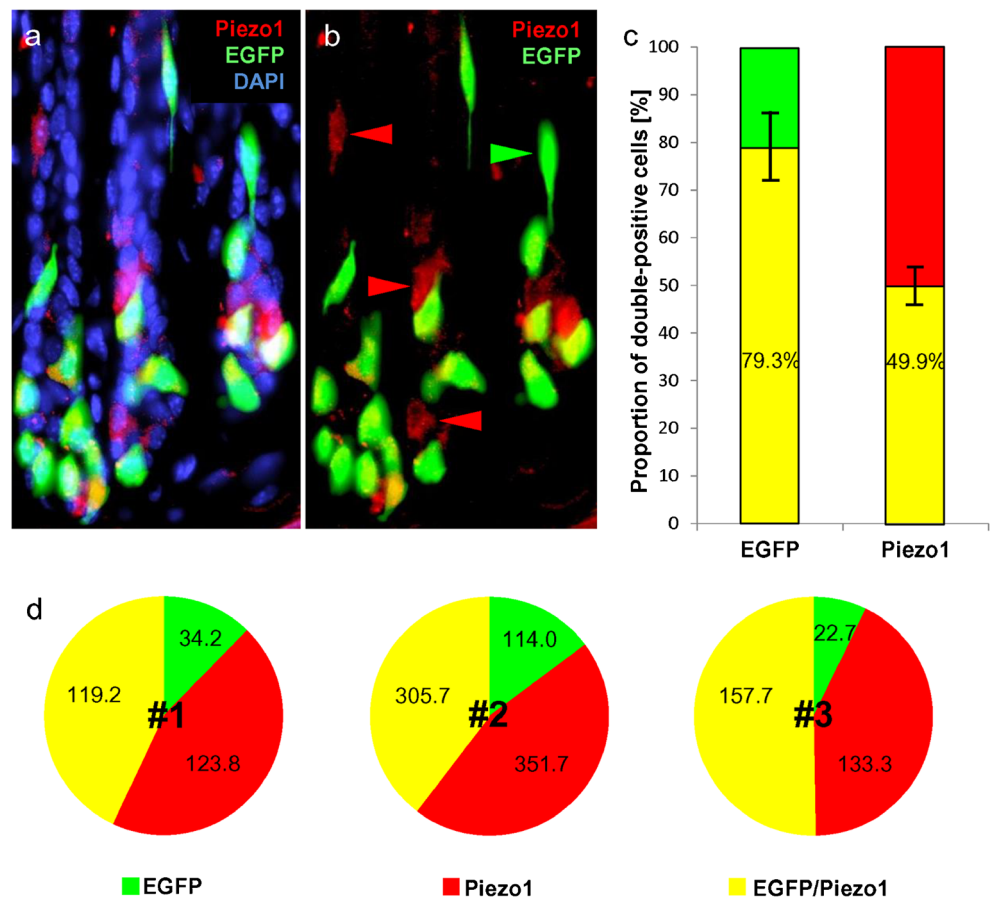 a
Piezo1
EGFP
DAPI
b
Piezo1
EGFP
c
Proportion of double-positive cells [%]
100
90
80
70
60
50
40
30
20
10
0
79.3%
49.9%
EGFP
Piezo1
d
34.2
119.2
#1
123.8
114.0
305.7
#2
351.7
22.7
157.7
#3
133.3
EGFP
Piezo1
EGFP/Piezo1